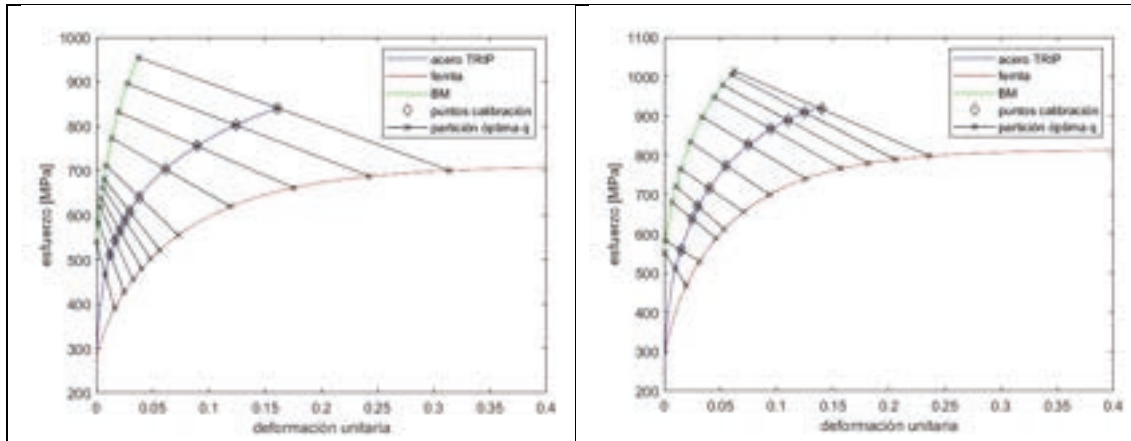 1000
900
800
700
600
500
400
300
200
esfuerzo [MPa]
0 0.05 0.1 0.15 0.2 0.25 0.3 0.35 0.4
deformación unitaria
acero TRIP
ferrita
BM
puntos calibración
partición óptima q
1100
1000
900
800
700
600
500
400
300
200
esfuerzo [MPa]
0 0.05 0.1 0.15 0.2 0.25 0.3 0.35 0.4
deformación unitaria
acero TRIP
ferrita
BM
puntos calibración
partición óptima q